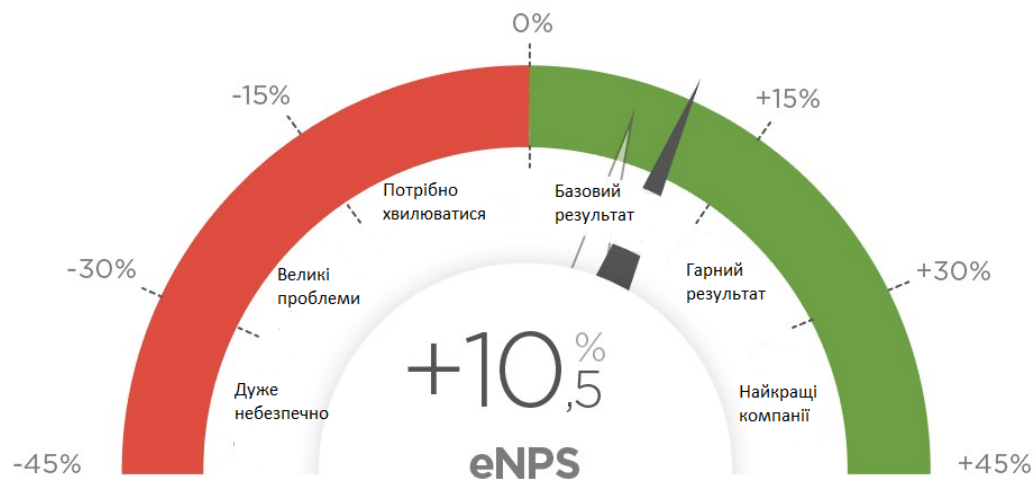 0%
-15%
+15%
Потрібно
хвилюватися
Базовий
результат
-30%
+30%
Великі
проблеми
Гарний
результат
+10,5 %
Дуже
небезпечно
Найкращі
компанії
-45%
eNPS
+45%